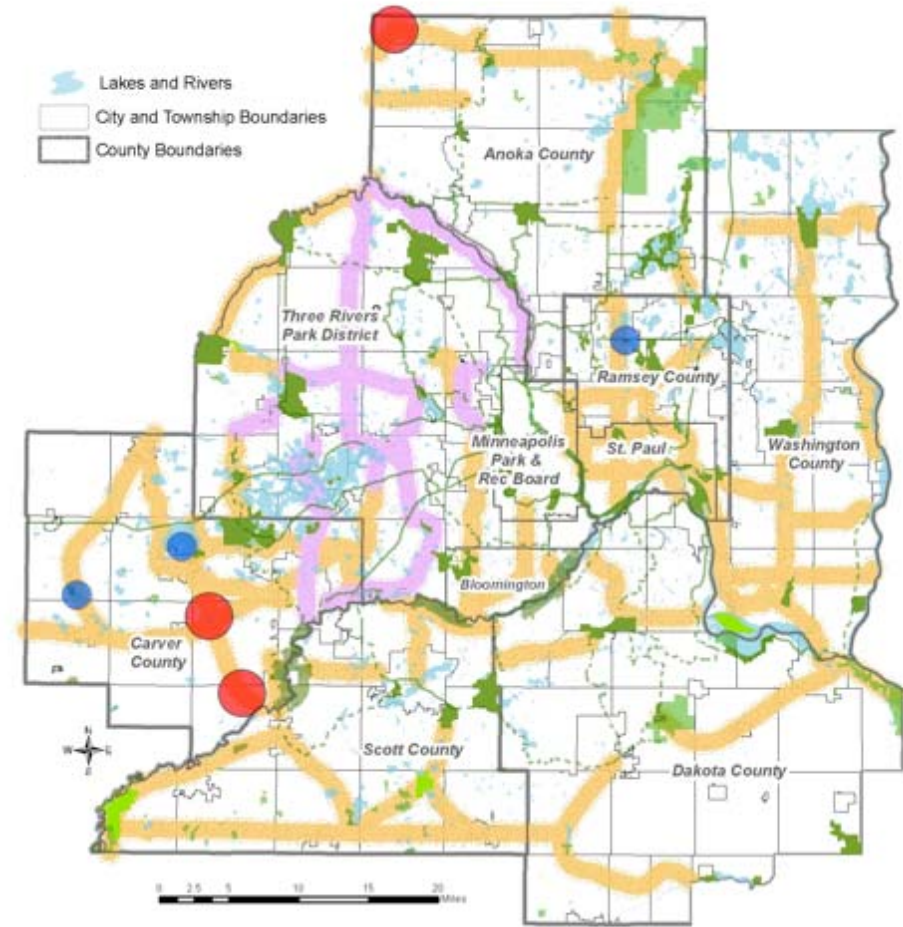 Lakes and Rivers
City and Township Boundaries
County Boundaries
Anoka County
Three Rivers
Park District
Ramsey County
Minneapolis
Park &
Rec Board
St. Paul
Washington
County
Bloomington
Carver
County
Scott County
Dakota County
N
W E
S
0 2.5 5 10 15 20
Miles